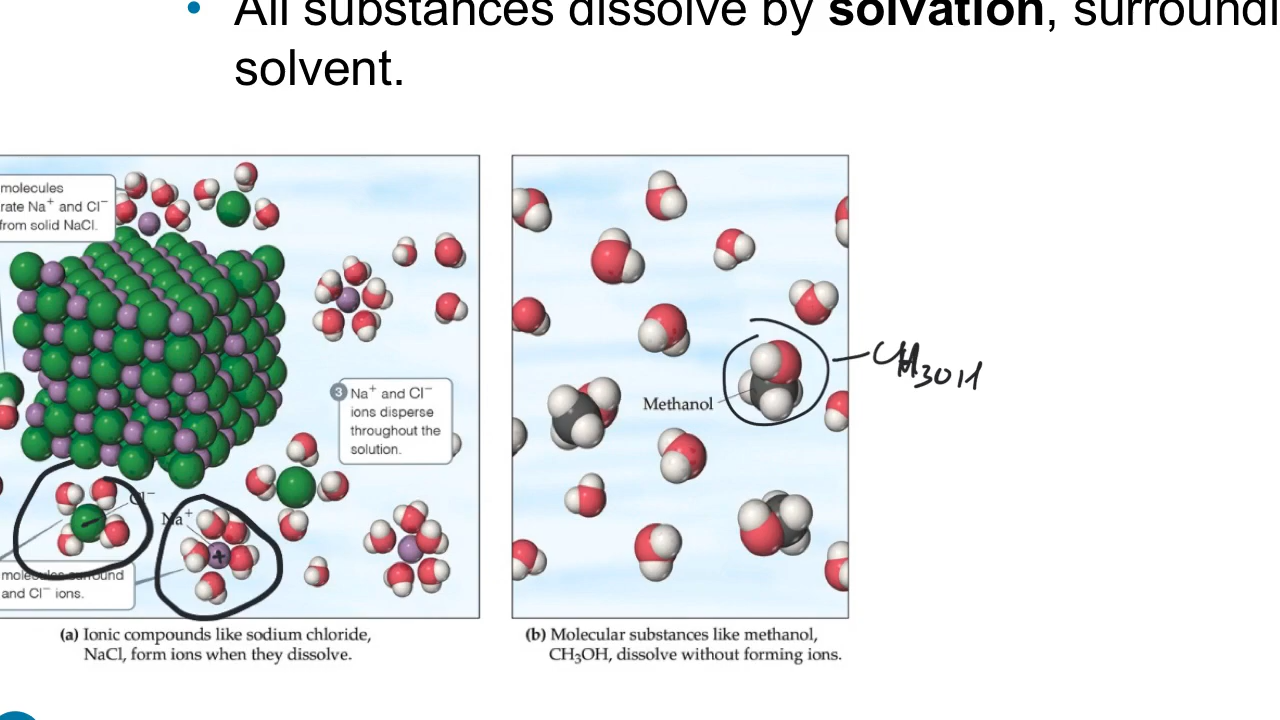 • All substances dissolve by solvation, surroundi
solvent.
molecules
rate Na⁺ and Cl⁻
from solid NaCl.
3 Na⁺ and Cl⁻
ions disperse
throughout the
solution.
Cl⁻
Na⁺
+
molecules surround
and Cl⁻ ions.
(a) Ionic compounds like sodium chloride,
NaCl, form ions when they dissolve.
Methanol
CH3OH
(b) Molecular substances like methanol,
CH₃OH, dissolve without forming ions.